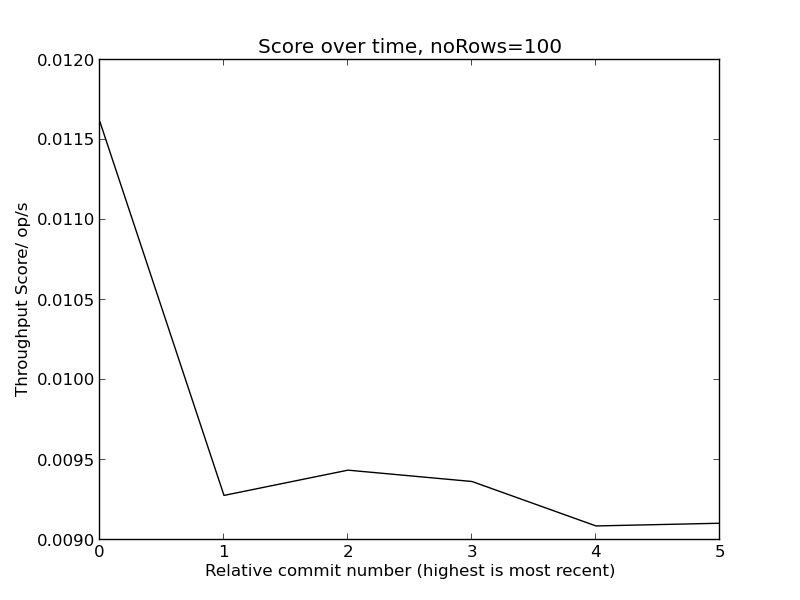 Score over time, noRows=100
0.0120
0.0115
0.0110
0.0105
0.0100
0.0095
0.0090
Throughput Score/ op/s
0 1 2 3 4 5
Relative commit number (highest is most recent)